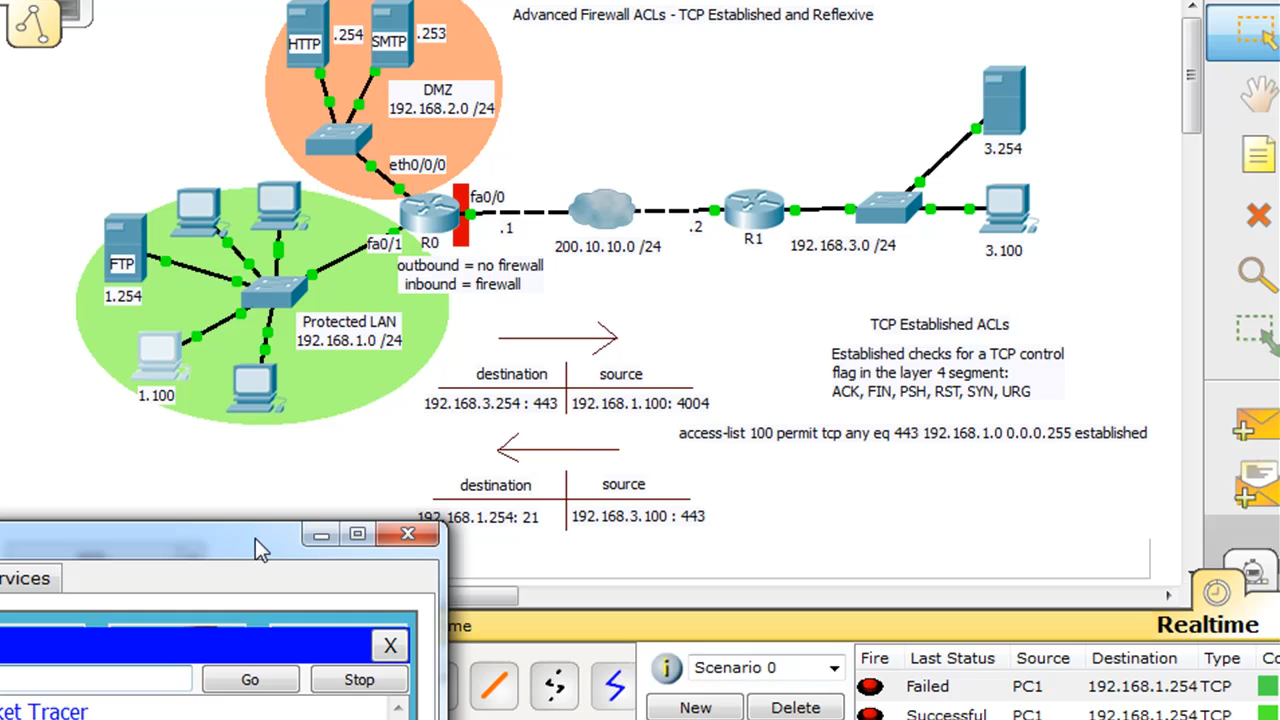 Advanced Firewall ACLs - TCP Established and Reflexive
HTTP
.254
SMTP
.253
DMZ
192.168.2.0 /24
eth0/0/0
3.254
fa0/0
.1
200.10.10.0 /24
.2
R1
192.168.3.0 /24
3.100
fa0/1
R0
FTP
1.254
outbound = no firewall
inbound = firewall
Protected LAN
192.168.1.0 /24
1.100
TCP Established ACLs
Established checks for a TCP control
flag in the layer 4 segment:
ACK, FIN, PSH, RST, SYN, URG
destination
source
192.168.3.254 : 443
192.168.1.100: 4004
access-list 100 permit tcp any eq 443 192.168.1.0 0.0.0.255 established
destination
source
192.168.1.254: 21
192.168.3.100 : 443
rvices
X
Go
Stop
ket Tracer
me
Realtime
Scenario 0
New
Delete
Fire
Last Status
Source
Destination
Type
Co
Failed
PC1
192.168.1.254
TCP
Successful
PC1
192.168.1.254
TCP